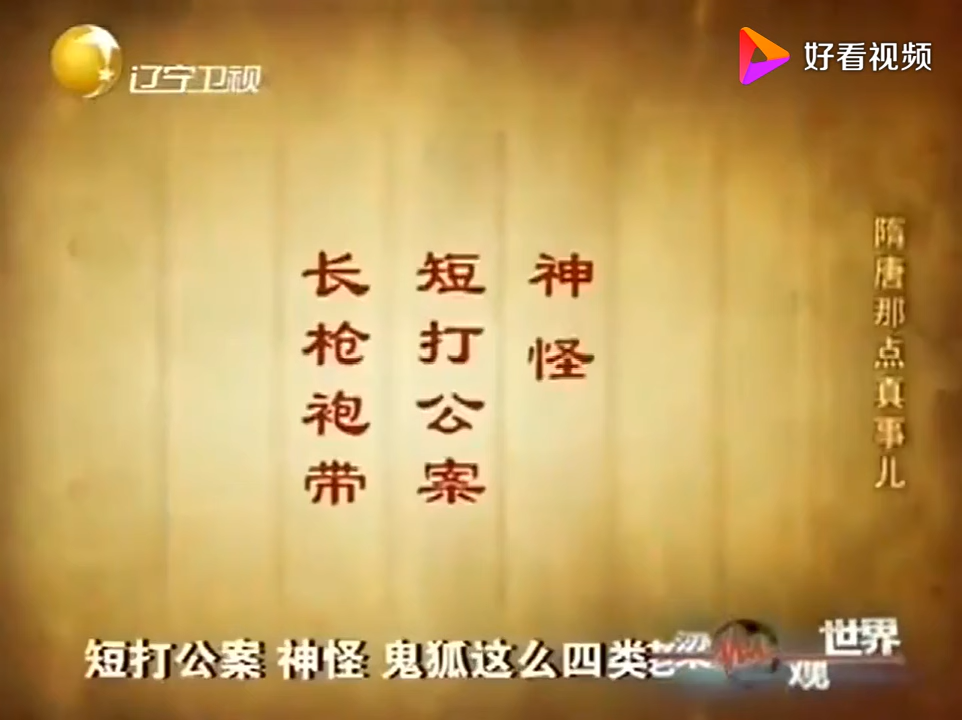 辽宁卫视
好看视频
长枪袍带
短打公案
神怪
隋唐那点真事儿
短打公案 神怪 鬼狐这么四类
老梁
观
世界